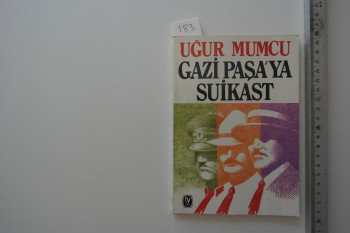 183
UĞUR MUMCU
GAZİ PAŞA'YA
SUİKAST